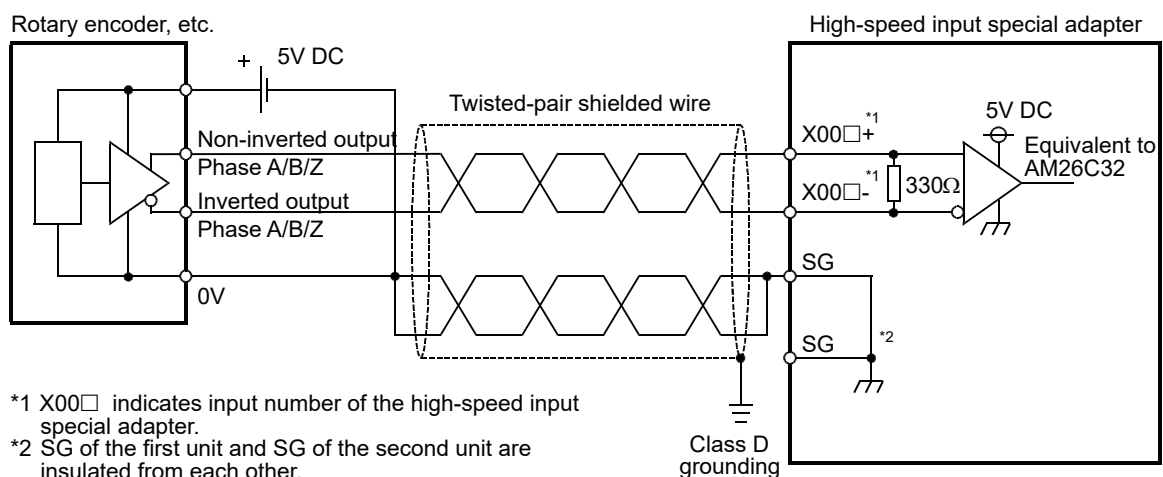 Rotary encoder, etc.
High-speed input special adapter
+
5V DC
Twisted-pair shielded wire
5V DC
Non-inverted output
Phase A/B/Z
X00□+ *1
Equivalent to
AM26C32
X00□- *1
330Ω
Inverted output
Phase A/B/Z
SG
0V
SG
*2
*1 X00□ indicates input number of the high-speed input
special adapter.
*2 SG of the first unit and SG of the second unit are
insulated from each other.
Class D
grounding